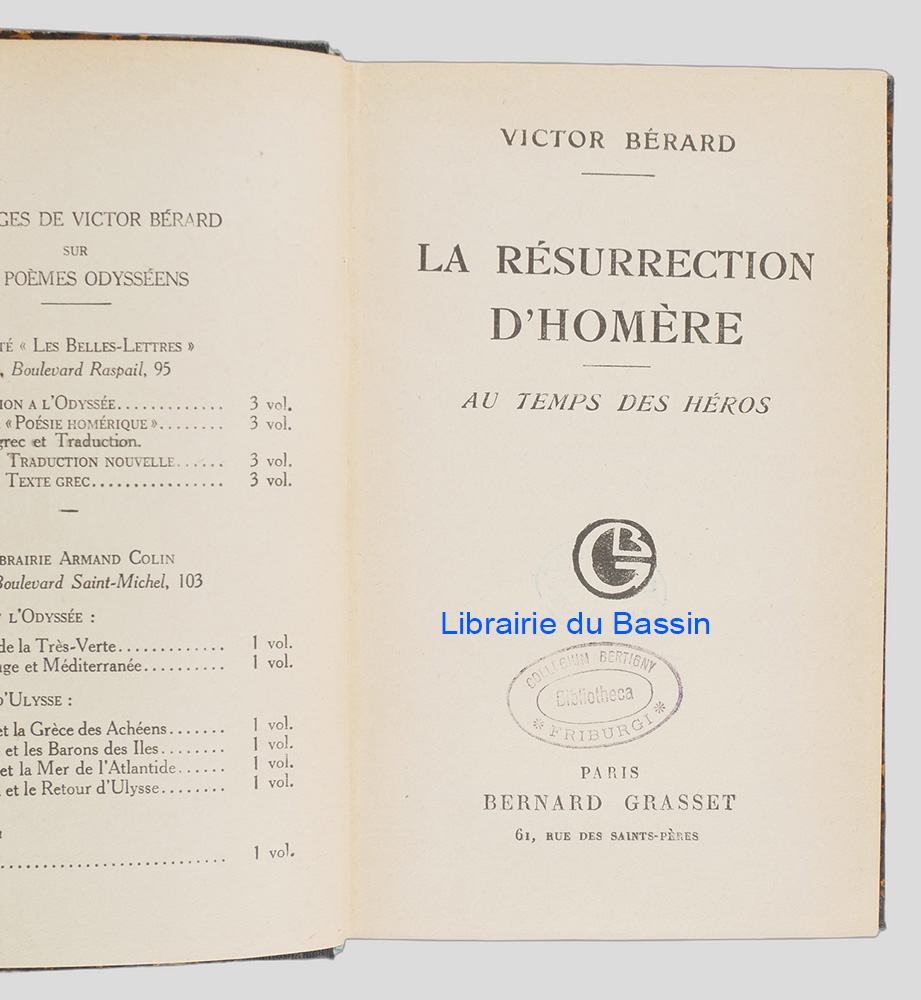 GES DE VICTOR BÉRARD
SUR
POÈMES ODYSSÉENS
TÉ « LES BELLES-LETTRES »
, Boulevard Raspail, 95
ION A L'ODYSSÉE............. 3 vol.
« POÉSIE HOMÉRIQUE »........ 3 vol.
grec et Traduction.
TRADUCTION NOUVELLE...... 3 vol.
TEXTE GREC................ 3 vol.
BRAIRIE ARMAND COLIN
Boulevard Saint-Michel, 103
L'ODYSSÉE :
de la Très-Verte............. 1 vol.
uge et Méditerranée.......... 1 vol.
D'ULYSSE :
et la Grèce des Achéens....... 1 vol.
et les Barons des Iles........ 1 vol.
et la Mer de l'Atlantide...... 1 vol.
et le Retour d'Ulysse........ 1 vol.
............................ 1 vol.
VICTOR BÉRARD
LA RÉSURRECTION
D'HOMÈRE
AU TEMPS DES HÉROS
BG
Librairie du Bassin
COLLEGIUM BERTIGNY
Bibliotheca
* FRIBURGI *
PARIS
BERNARD GRASSET
61, RUE DES SAINTS-PÈRES